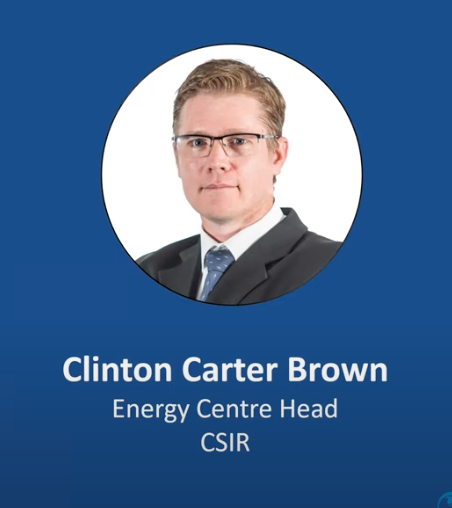 Clinton Carter Brown
Energy Centre Head
CSIR